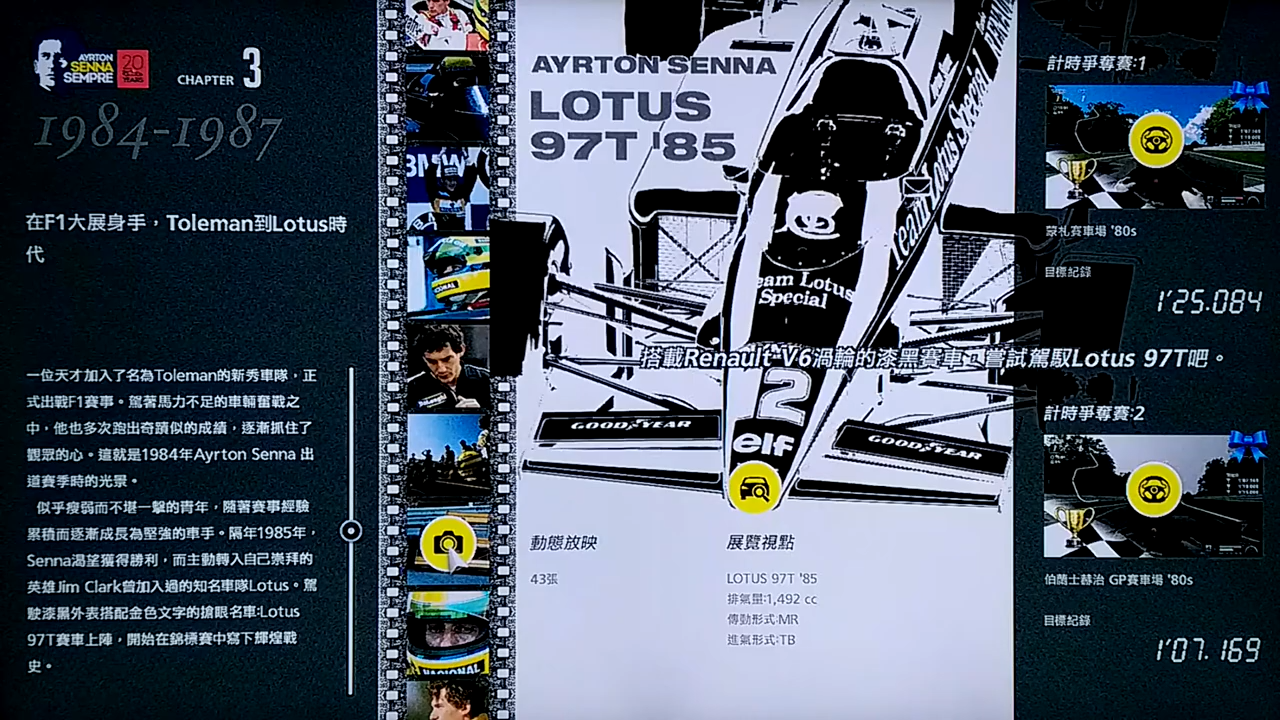 AYRTON
SENNA
SEMPRE
20
YEARS
CHAPTER 3
1984-1987
在F1大展身手，Toleman到Lotus時
代
一位天才加入了名為Toleman的新秀車隊，正
式出戰F1賽事。駕著馬力不足的車輛奮戰之
中，他也多次跑出奇蹟似的成績，逐漸抓住了
觀眾的心。這就是1984年Ayrton Senna 出
道賽季時的光景。
似乎瘦弱而不堪一擊的青年，隨著賽事經驗
累積而逐漸成長為堅強的車手。隔年1985年，
Senna渴望獲得勝利，而主動轉入自己崇拜的
英雄Jim Clark曾加入過的知名車隊Lotus。駕
駛漆黑外表搭配金色文字的搶眼名車:Lotus
97T賽車上陣，開始在錦標賽中寫下輝煌戰
史。
BMW
NACIONAL
AYRTON SENNA
LOTUS
97T '85
Team Lotus Special
Team Lotus
Special
搭載Renault V6渦輪的漆黑賽車。嘗試駕馭Lotus 97T吧。
2
elf
GOODYEAR
GOODYEAR
動態放映
43張
展覽視點
LOTUS 97T '85
排氣量:1,492 cc
傳動形式:MR
進氣形式:TB
計時爭奪賽:1
蒙札賽車場 '80s
目標紀錄
1'25.084
計時爭奪賽:2
伯蘭士赫治 GP賽車場 '80s
目標紀錄
1'07.169